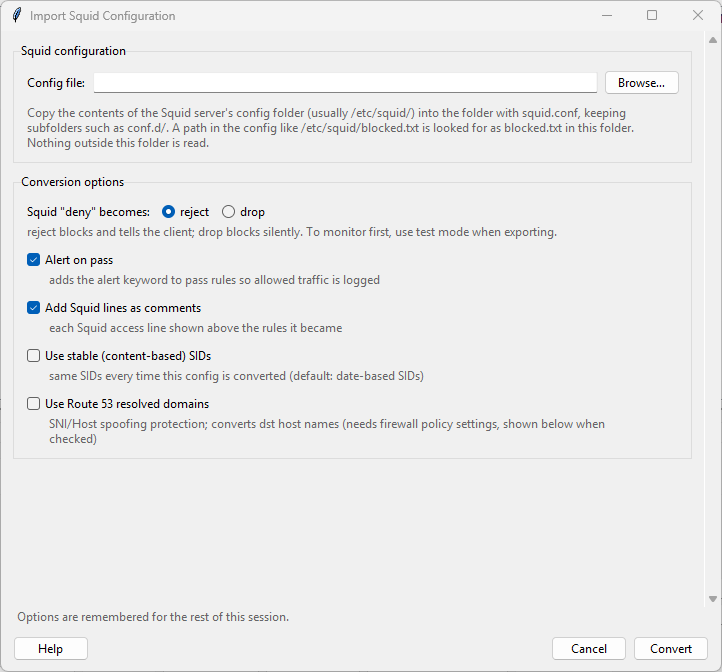 Import Squid Configuration
Squid configuration
Config file:
Browse...
Copy the contents of the Squid server's config folder (usually /etc/squid/) into the folder with squid.conf, keeping
subfolders such as conf.d/. A path in the config like /etc/squid/blocked.txt is looked for as blocked.txt in this folder.
Nothing outside this folder is read.
Conversion options
Squid "deny" becomes: reject drop
reject blocks and tells the client; drop blocks silently. To monitor first, use test mode when exporting.
Alert on pass
adds the alert keyword to pass rules so allowed traffic is logged
Add Squid lines as comments
each Squid access line shown above the rules it became
Use stable (content-based) SIDs
same SIDs every time this config is converted (default: date-based SIDs)
Use Route 53 resolved domains
SNI/Host spoofing protection; converts dst host names (needs firewall policy settings, shown below when
checked)
Options are remembered for the rest of this session.
Help
Cancel
Convert